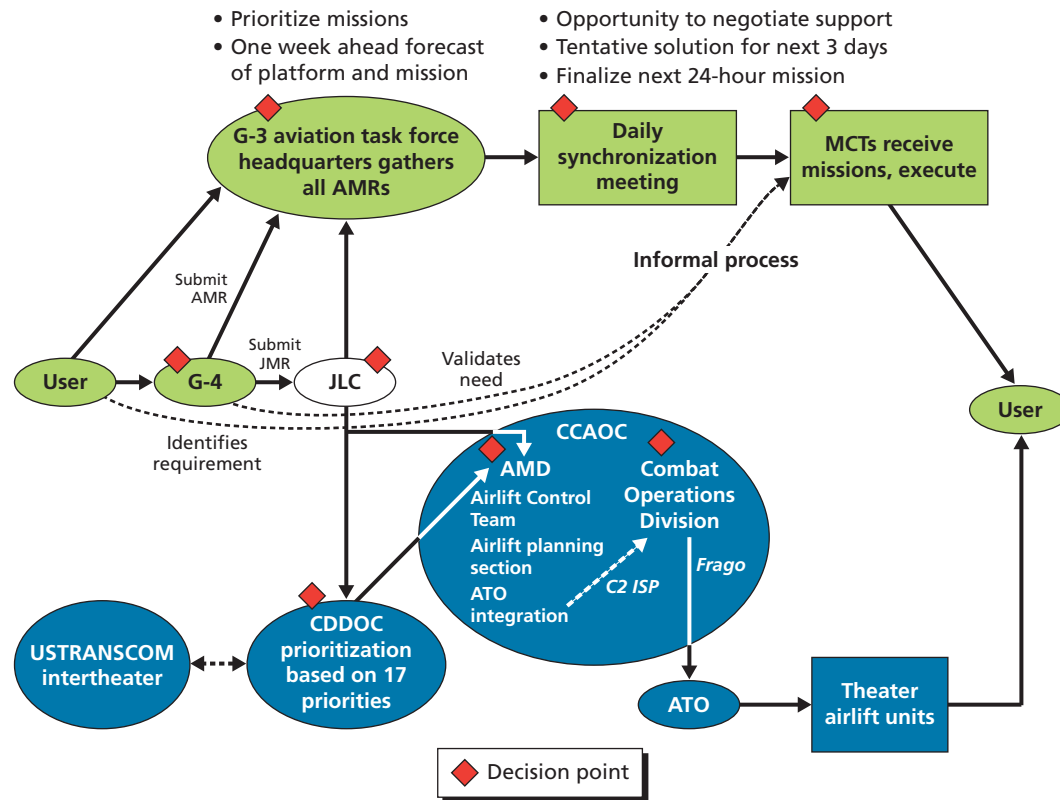 • Prioritize missions
• One week ahead forecast
of platform and mission
• Opportunity to negotiate support
• Tentative solution for next 3 days
• Finalize next 24-hour mission
G-3 aviation task force
headquarters gathers
all AMRs
Daily
synchronization
meeting
MCTs receive
missions, execute
Informal process
Submit
AMR
Submit
JMR
User
G-4
JLC
Validates
need
Identifies
requirement
User
CCAOC
AMD
Airlift Control
Team
Airlift planning
section
ATO
integration
Combat
Operations
Division
C2 ISP
Frago
USTRANSCOM
intertheater
CDDOC
prioritization
based on 17
priorities
ATO
Theater
airlift units
Decision point